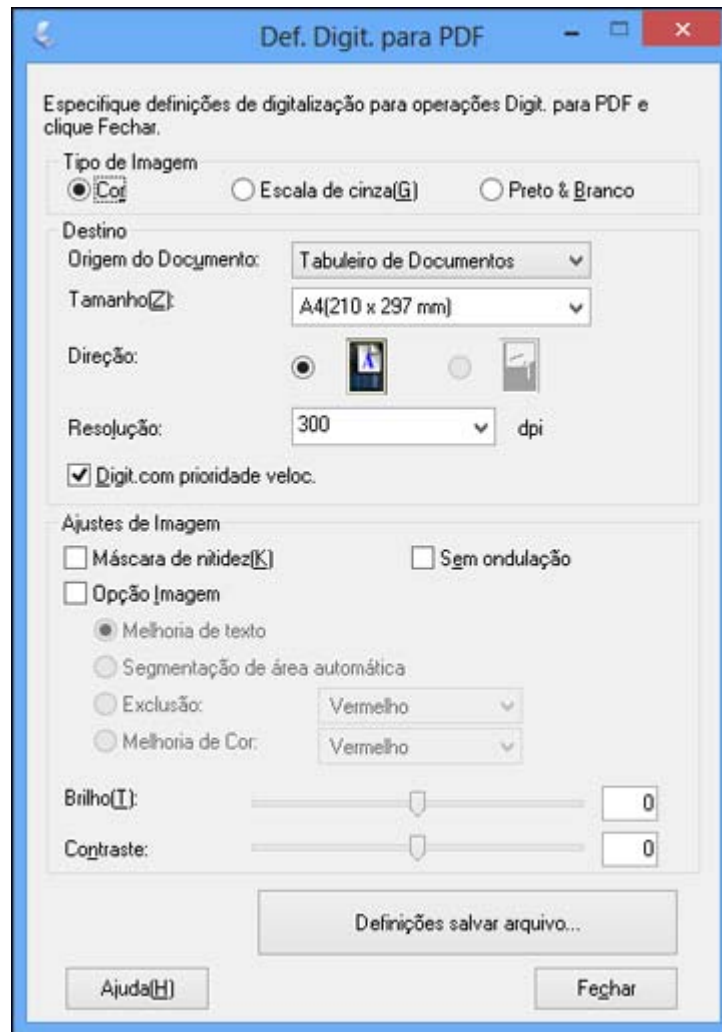 Def. Digit. para PDF
Especifique definições de digitalização para operações Digit. para PDF e
clique Fechar.
Tipo de Imagem
Cor Escala de cinza(G) Preto & Branco
Destino
Origem do Documento: Tabuleiro de Documentos
Tamanho(Z): A4(210 x 297 mm)
Direção: A
Resolução: 300 dpi
Digit.com prioridade veloc.
Ajustes de Imagem
Máscara de nitidez(K) Sem ondulação
Opção Imagem
Melhoria de texto
Segmentação de área automática
Exclusão: Vermelho
Melhoria de Cor: Vermelho
Brilho(T): 0
Contraste: 0
Definições salvar arquivo...
Ajuda(H) Fechar